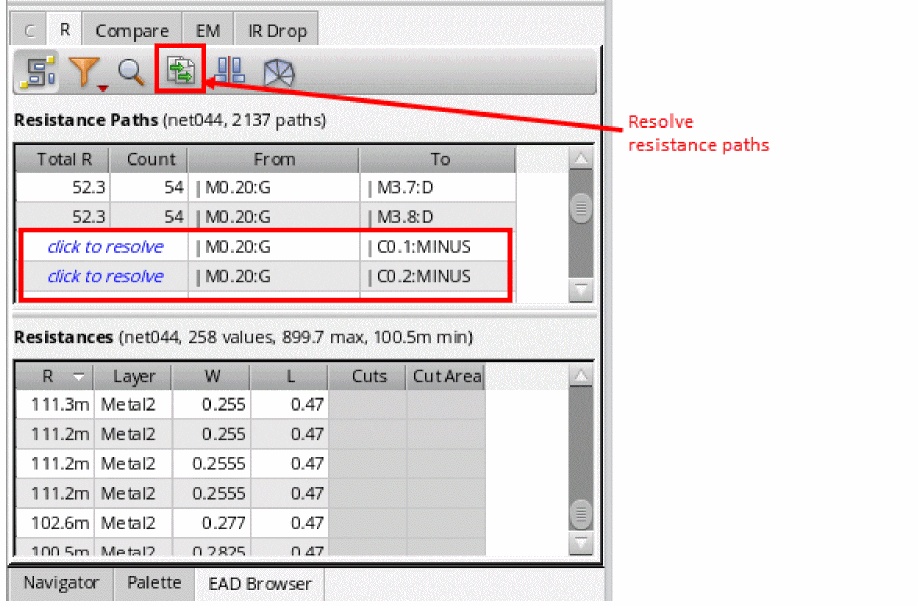 C R Compare EM IR Drop
Resistance Paths (net044, 2137 paths)
Resolve
resistance paths
Total R Count From To
52.3 54 | M0.20:G | M3.7:D
52.3 54 | M0.20:G | M3.8:D
click to resolve | M0.20:G | C0.1:MINUS
click to resolve | M0.20:G | C0.2:MINUS
Resistances (net044, 258 values, 899.7 max, 100.5m min)
R Layer W L Cuts Cut Area
111.3m Metal2 0.255 0.47
111.2m Metal2 0.255 0.47
111.2m Metal2 0.2555 0.47
111.2m Metal2 0.2555 0.47
102.6m Metal2 0.277 0.47
100.5m Metal2 0.2825 0.47
Navigator Palette EAD Browser